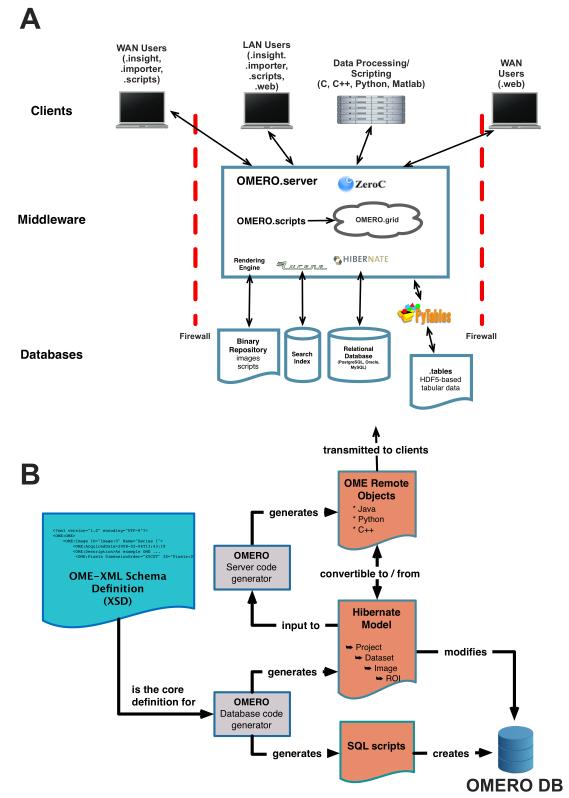 A
WAN Users
(.insight,
.importer,
.scripts)
LAN Users
(.insight.
.importer,
.scripts,
.web)
Data Processing/
Scripting
(C, C++, Python, Matlab)
WAN
Users
(.web)
Clients
OMERO.server
ZeroC
Middleware
OMERO.scripts
OMERO.grid
Rendering
Engine
Lucene
HIBERNATE
PyTables
Firewall
Firewall
Databases
Binary
Repository
images
scripts
Search
Index
Relational
Database
(PostgreSQL, Oracle,
MySQL)
.tables
HDF5-based
tabular data
B
transmitted to clients
OME Remote
Objects
* Java
* Python
* C++
generates
OME-XML Schema
Definition
(XSD)
OMERO
Server code
generator
convertible to / from
input to
Hibernate
Model
Project
Dataset
Image
ROI
modifies
is the core
definition for
generates
OMERO
Database code
generator
generates
SQL scripts
creates
OMERO DB